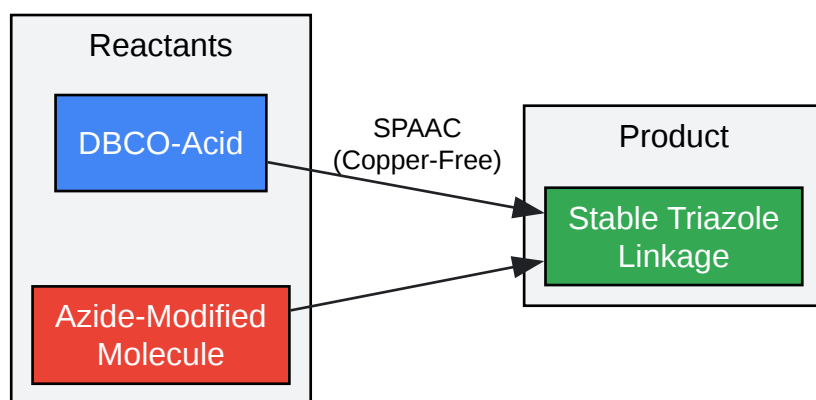 Reactants
DBCO-Acid
Azide-Modified
Molecule
SPAAC
(Copper-Free)
Product
Stable Triazole
Linkage